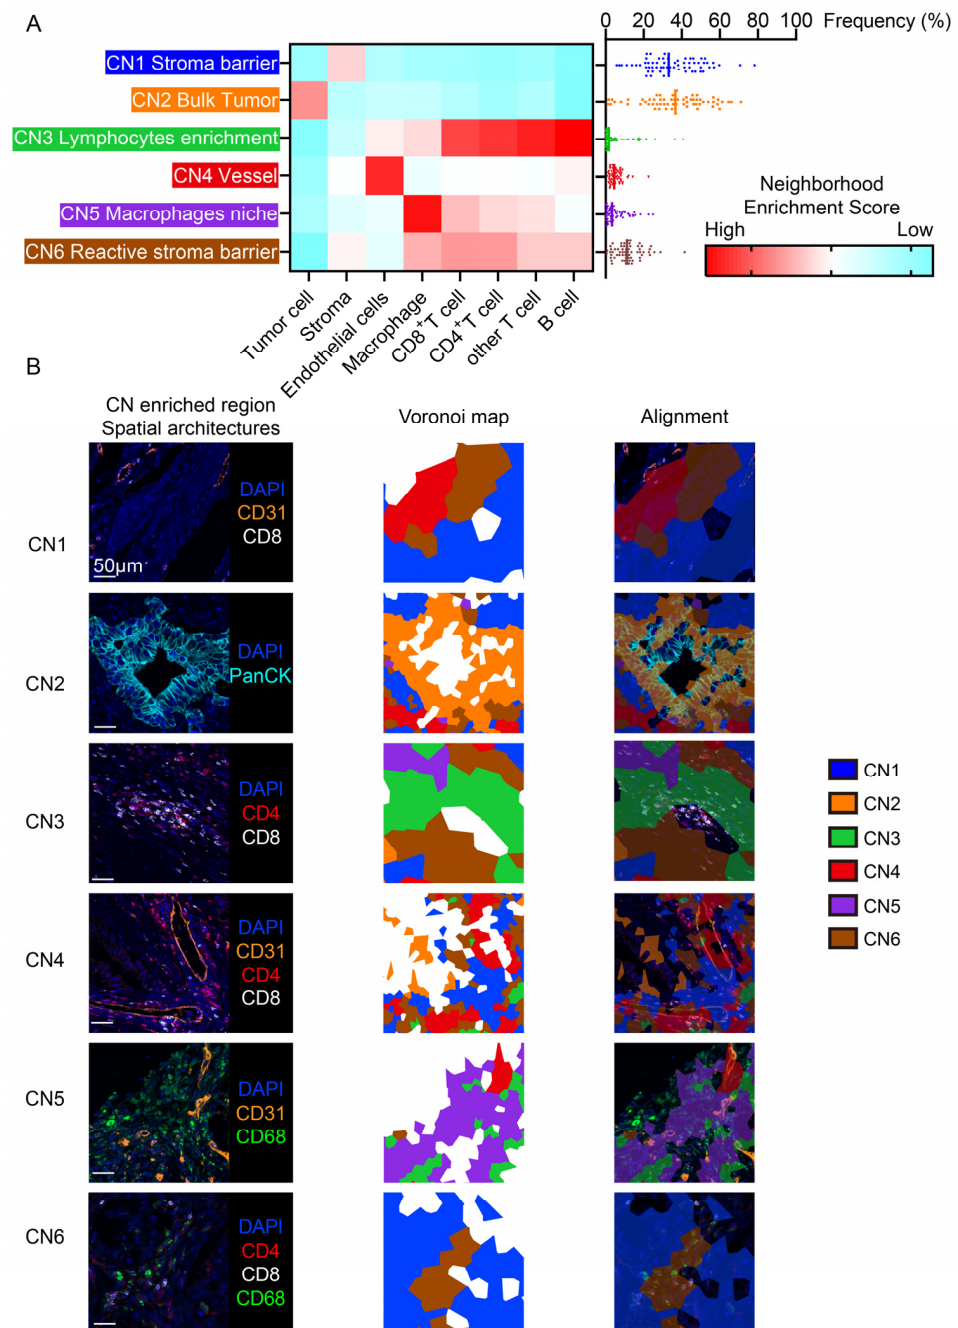 A
0 20 40 60 80 100 Frequency (%)
CN1 Stroma barrier
CN2 Bulk Tumor
CN3 Lymphocytes enrichment
CN4 Vessel
CN5 Macrophages niche
CN6 Reactive stroma barrier
Neighborhood
Enrichment Score
High Low
Tumor cell
Stroma
Endothelial cells
Macrophage
CD8⁺T cell
CD4⁺T cell
other T cell
B cell
B
CN enriched region
Spatial architectures
Voronoi map
Alignment
CN1
DAPI
CD31
CD8
50μm
CN2
DAPI
PanCK
CN3
DAPI
CD4
CD8
CN4
DAPI
CD31
CD4
CD8
CN5
DAPI
CD31
CD68
CN6
DAPI
CD4
CD8
CD68
CN1
CN2
CN3
CN4
CN5
CN6